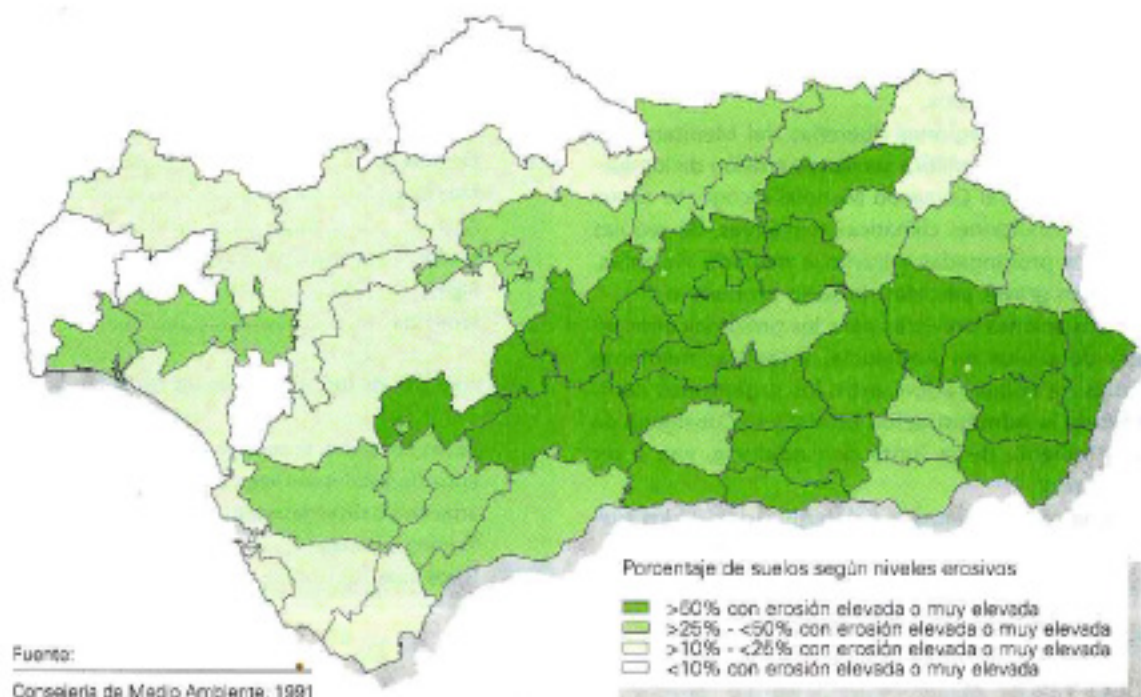 Porcentaje de suelos según niveles erosivos
>50% con erosión elevada o muy elevada
>25% - <50% con erosión elevada o muy elevada
>10% - <25% con erosión elevada o muy elevada
<10% con erosión elevada o muy elevada
Fuente:
Consejería de Medio Ambiente, 1991